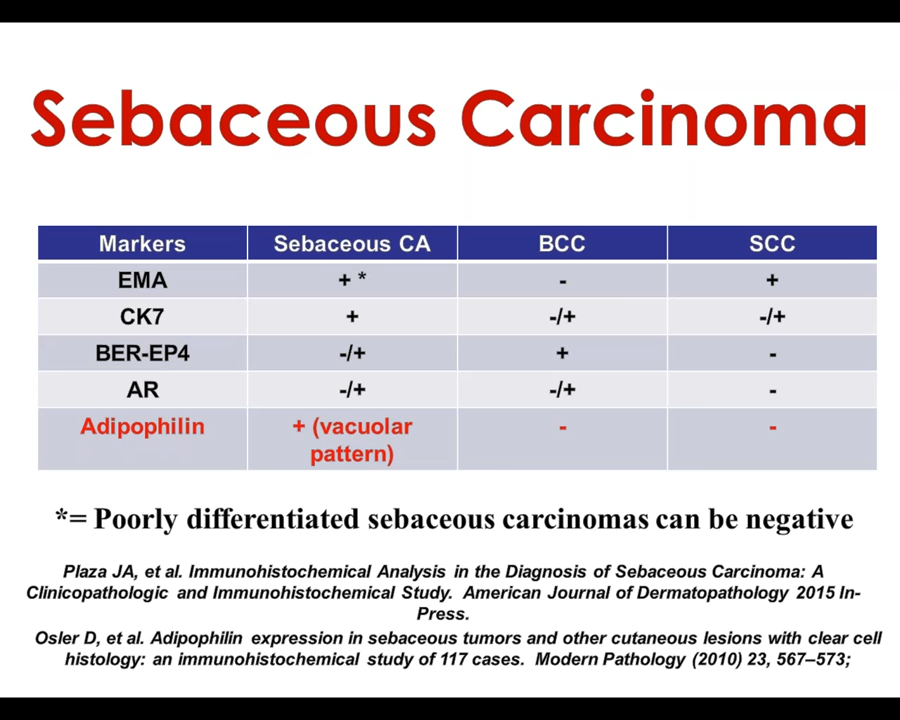 Sebaceous Carcinoma
Markers Sebaceous CA BCC SCC
EMA + * - +
CK7 + -/+ -/+
BER-EP4 -/+ + -
AR -/+ -/+ -
Adipophilin + (vacuolar - -
pattern)
*= Poorly differentiated sebaceous carcinomas can be negative
Plaza JA, et al. Immunohistochemical Analysis in the Diagnosis of Sebaceous Carcinoma: A
Clinicopathologic and Immunohistochemical Study. American Journal of Dermatopathology 2015 In-
Press.
Osler D, et al. Adipophilin expression in sebaceous tumors and other cutaneous lesions with clear cell
histology: an immunohistochemical study of 117 cases. Modern Pathology (2010) 23, 567–573;